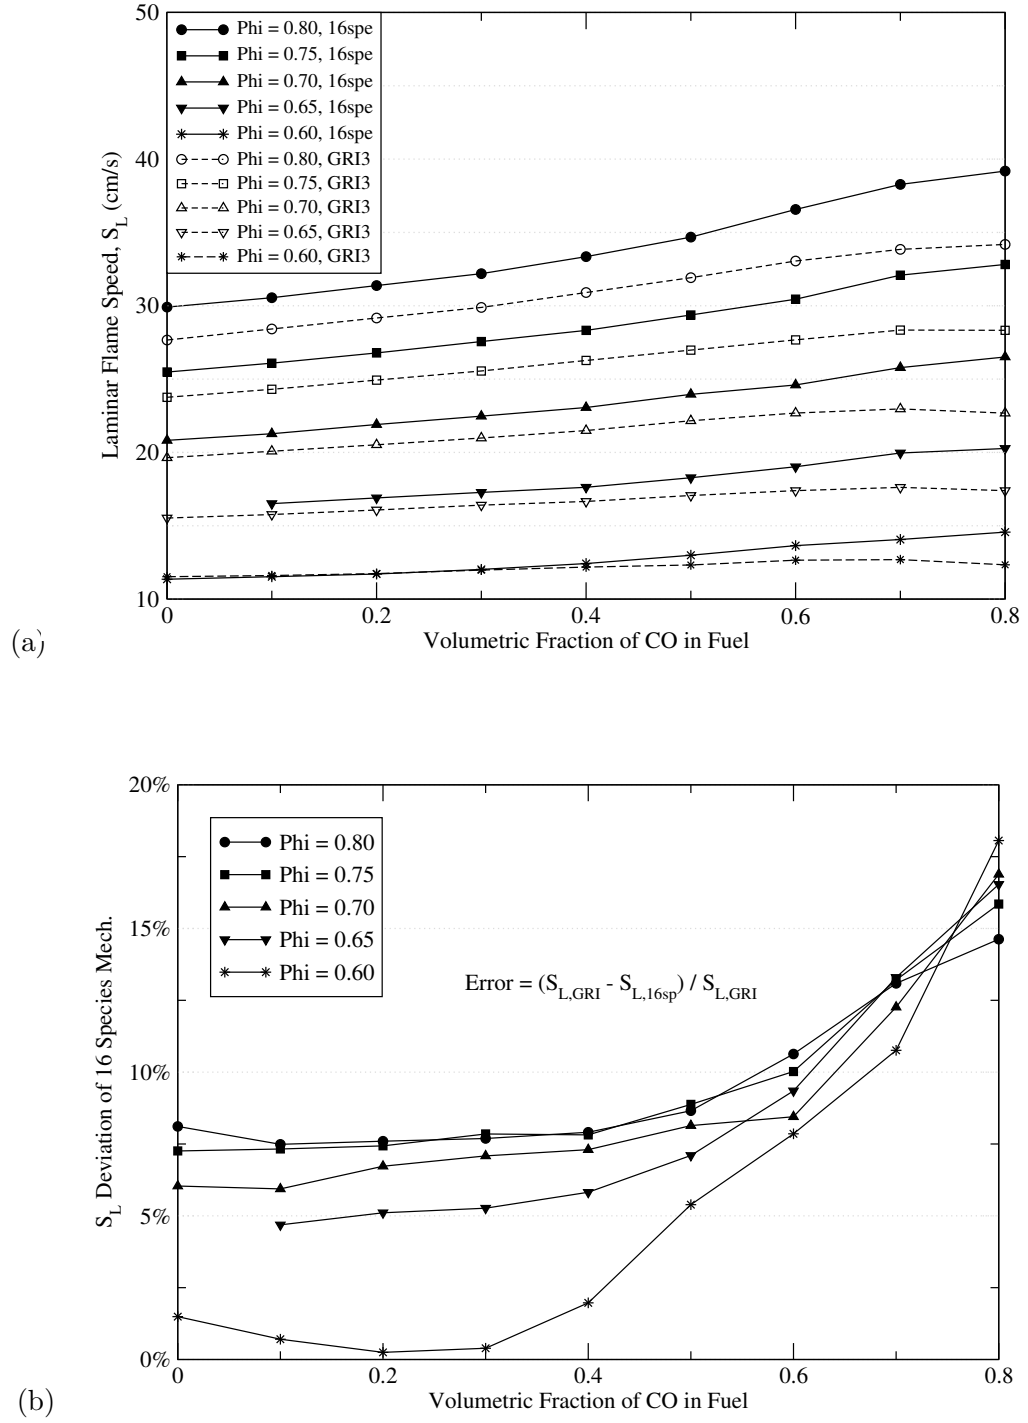 50
40
30
20
10
Laminar Flame Speed, S_L (cm/s)
Phi = 0.80, 16spe
Phi = 0.75, 16spe
Phi = 0.70, 16spe
Phi = 0.65, 16spe
Phi = 0.60, 16spe
Phi = 0.80, GRI3
Phi = 0.75, GRI3
Phi = 0.70, GRI3
Phi = 0.65, GRI3
Phi = 0.60, GRI3
0 0.2 0.4 0.6 0.8
Volumetric Fraction of CO in Fuel
(a)
20%
15%
10%
5%
0%
S_L Deviation of 16 Species Mech.
Phi = 0.80
Phi = 0.75
Phi = 0.70
Phi = 0.65
Phi = 0.60
Error = (S_L,GRI - S_L,16sp) / S_L,GRI
0 0.2 0.4 0.6 0.8
Volumetric Fraction of CO in Fuel
(b)